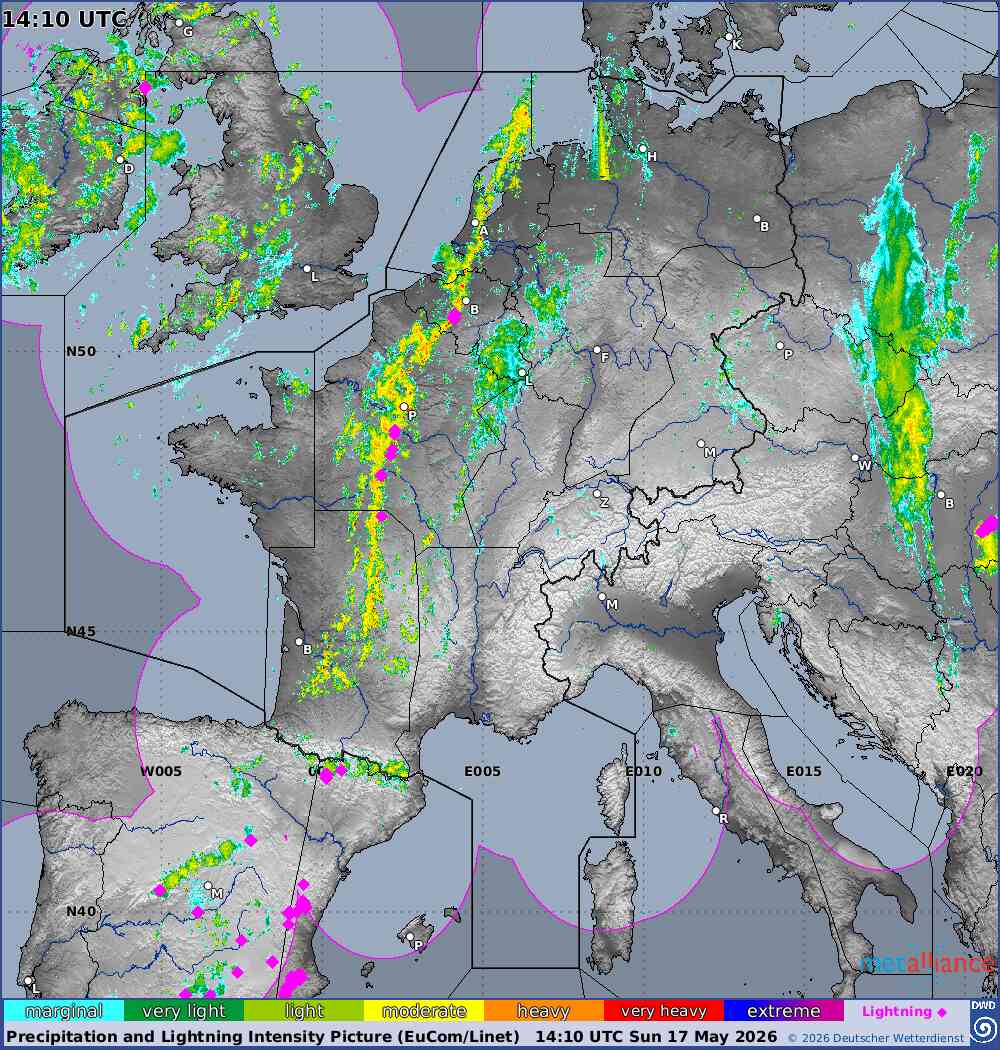 14:10 UTC
G
K
D
H
A
B
L
B
N50
P
F
L
P
M
W
B
Z
M
N45
B
W005
0
E005
E010
E015
E020
R
M
N40
P
L
metalliance
marginal very light light moderate heavy very heavy extreme Lightning
DWD
Precipitation and Lightning Intensity Picture (EuCom/Linet) 14:10 UTC Sun 17 May 2026 © 2026 Deutscher Wetterdienst